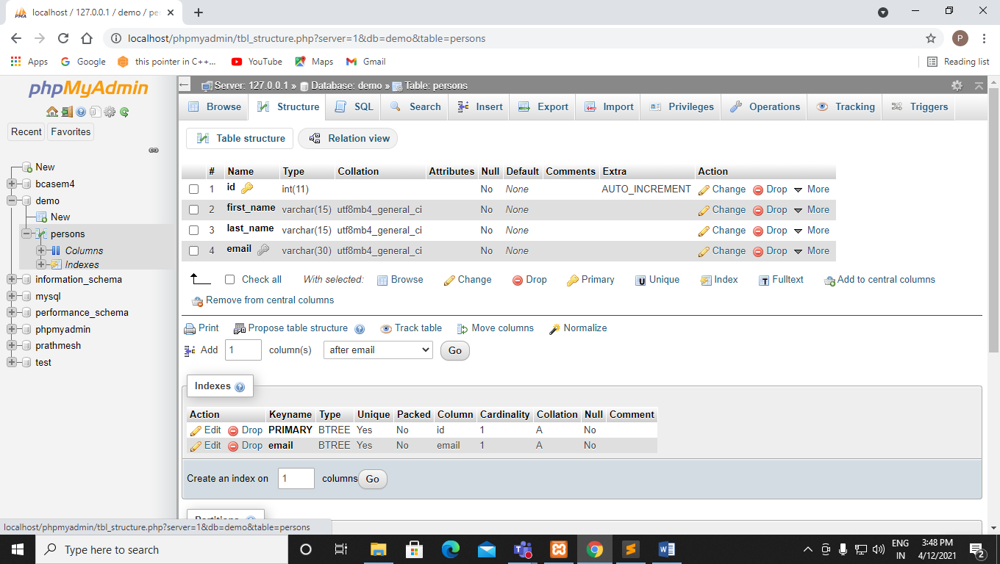 localhost / 127.0.0.1 / demo / pe
localhost/phpmyadmin/tbl_structure.php?server=1&db=demo&table=persons
P
Apps Google this pointer in C++... YouTube Maps Gmail Reading list
phpMyAdmin
Recent Favorites
New
bcasem4
demo
New
persons
Columns
Indexes
information_schema
mysql
performance_schema
phpmyadmin
prathmesh
test
Server: 127.0.0.1 » Database: demo » Table: persons
Browse Structure SQL Search Insert Export Import Privileges Operations Tracking Triggers
Table structure Relation view
# Name Type Collation Attributes Null Default Comments Extra Action
1 id int(11) No None AUTO_INCREMENT Change Drop More
2 first_name varchar(15) utf8mb4_general_ci No None Change Drop More
3 last_name varchar(15) utf8mb4_general_ci No None Change Drop More
4 email varchar(30) utf8mb4_general_ci No None Change Drop More
Check all With selected: Browse Change Drop Primary Unique Index Fulltext Add to central columns
Remove from central columns
Print Propose table structure Track table Move columns Normalize
Add 1 column(s) after email Go
Indexes
Action Keyname Type Unique Packed Column Cardinality Collation Null Comment
Edit Drop PRIMARY BTREE Yes No id 1 A No
Edit Drop email BTREE Yes No email 1 A No
Create an index on 1 columns Go
Partitions
localhost/phpmyadmin/tbl_structure.php?server=1&db=demo&table=persons
Type here to search
ENG
IN
3:48 PM
4/12/2021
2